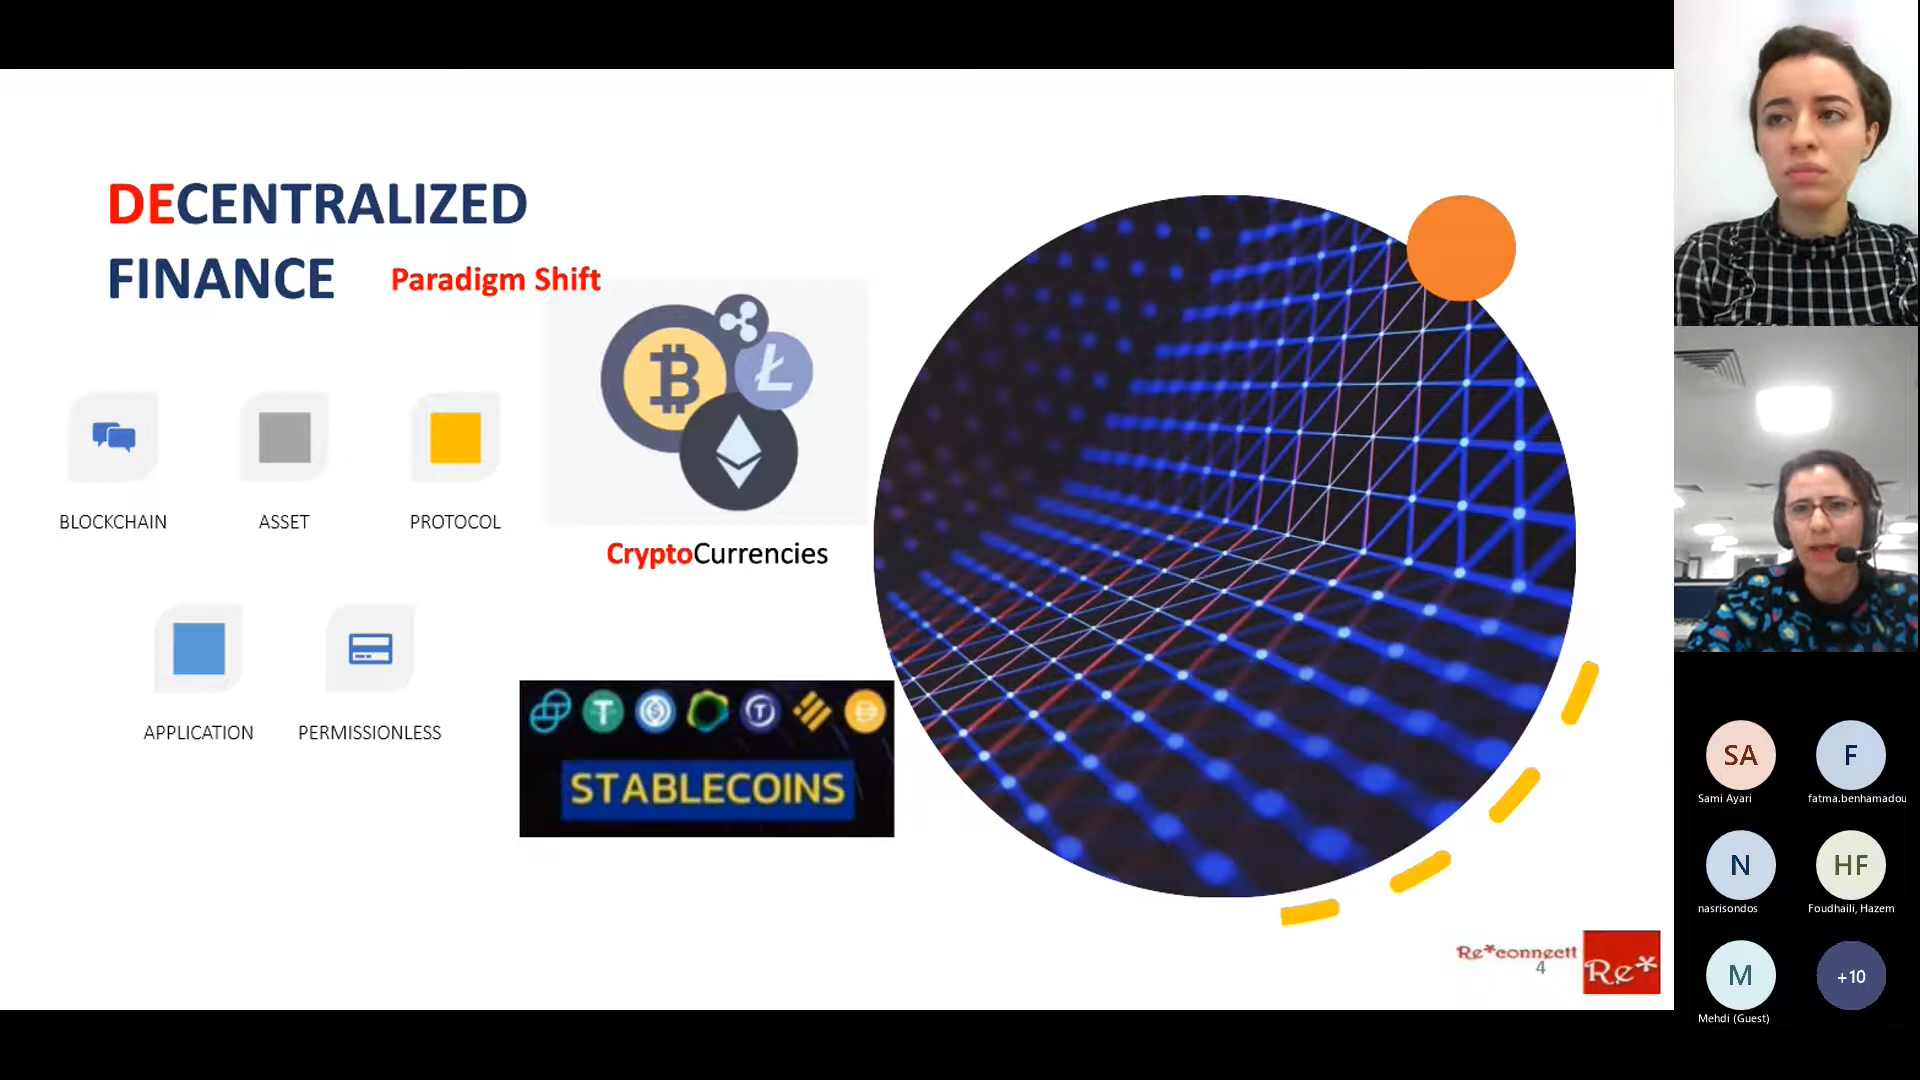 DECENTRALIZED
FINANCE
Paradigm Shift
BLOCKCHAIN
ASSET
PROTOCOL
CryptoCurrencies
APPLICATION
PERMISSIONLESS
STABLECOINS
Re*connectt
4
Re*
SA
Sami Ayari
F
fatma.benhamadou
N
nasrisondos
HF
Foudhaili, Hazem
M
Mehdi (Guest)
+10